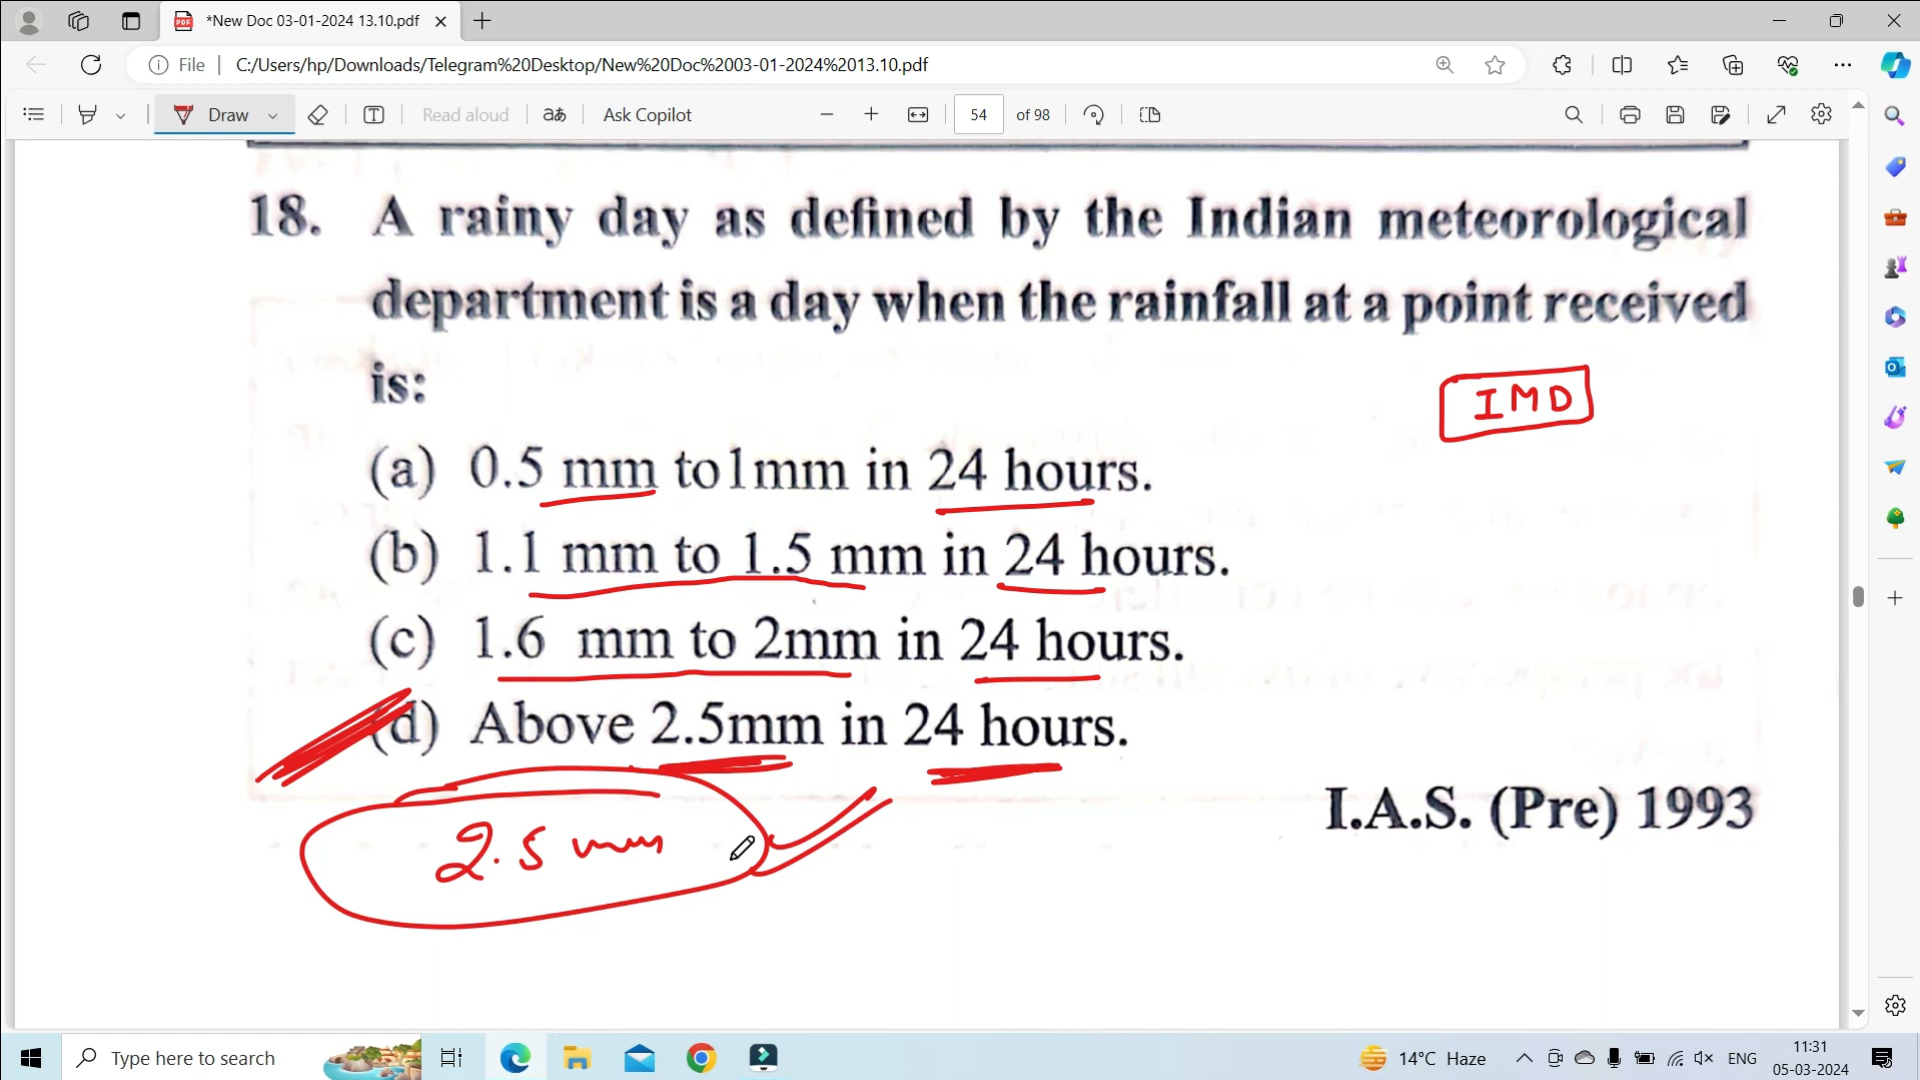 *New Doc 03-01-2024 13.10.pdf
File
C:/Users/hp/Downloads/Telegram%20Desktop/New%20Doc%2003-01-2024%2013.10.pdf
Draw
Read aloud
aあ
Ask Copilot
54
of 98
18. A rainy day as defined by the Indian meteorological
department is a day when the rainfall at a point received
is:
IMD
(a) 0.5 mm to1mm in 24 hours.
(b) 1.1 mm to 1.5 mm in 24 hours.
(c) 1.6 mm to 2mm in 24 hours.
(d) Above 2.5mm in 24 hours.
I.A.S. (Pre) 1993
2.5 mm
Type here to search
14°C Haze
ENG
11:31
05-03-2024